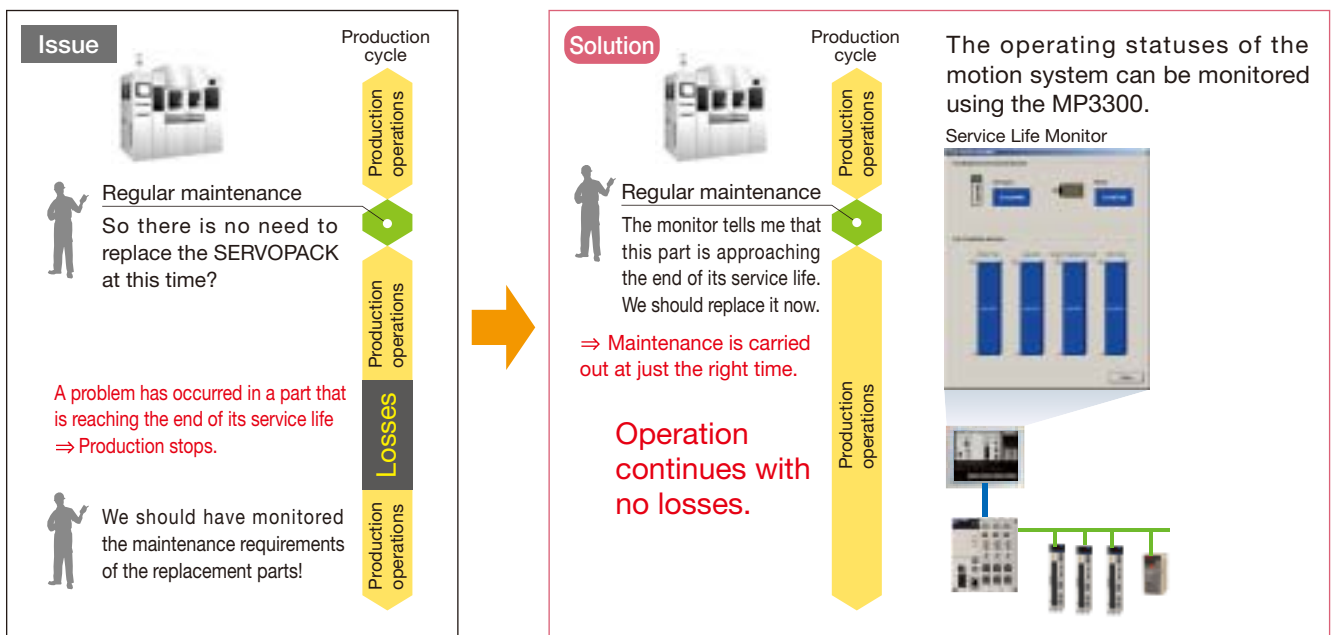 Issue
Production
cycle
Production
operations
Regular maintenance
So there is no need to
replace the SERVOPACK
at this time?
Production
operations
A problem has occurred in a part that
is reaching the end of its service life
⇒ Production stops.
Losses
We should have monitored
the maintenance requirements
of the replacement parts!
Production
operations
Solution
Production
cycle
Production
operations
Regular maintenance
The monitor tells me that
this part is approaching
the end of its service life.
We should replace it now.
⇒ Maintenance is carried
out at just the right time.
Operation
continues with
no losses.
Production
operations
The operating statuses of the
motion system can be monitored
using the MP3300.
Service Life Monitor